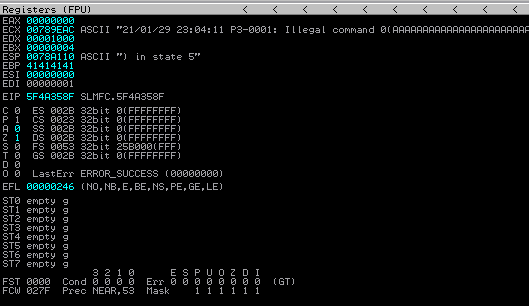 Registers (FPU) < < < < < < < < < <
EAX 00000000
ECX 00789EAC ASCII "21/01/29 23:04:11 P3-0001: Illegal command 0(AAAAAAAAAAAAAAAAAAAAAAAA
EDX 00001000
EBX 00000004
ESP 0078A110 ASCII ") in state 5"
EBP 41414141
ESI 00000000
EDI 00000001
EIP 5F4A358F SLMFC.5F4A358F
C 0 ES 002B 32bit 0(FFFFFFFF)
P 1 CS 0023 32bit 0(FFFFFFFF)
A 0 SS 002B 32bit 0(FFFFFFFF)
Z 1 DS 002B 32bit 0(FFFFFFFF)
S 0 FS 0053 32bit 25B000(FFF)
T 0 GS 002B 32bit 0(FFFFFFFF)
D 0
O 0 LastErr ERROR_SUCCESS (00000000)
EFL 00000246 (NO,NB,E,BE,NS,PE,GE,LE)
ST0 empty g
ST1 empty g
ST2 empty g
ST3 empty g
ST4 empty g
ST5 empty g
ST6 empty g
ST7 empty g
3 2 1 0 E S P U O Z D I
FST 0000 Cond 0 0 0 0 Err 0 0 0 0 0 0 0 0 (GT)
FCW 027F Prec NEAR,53 Mask 1 1 1 1 1 1